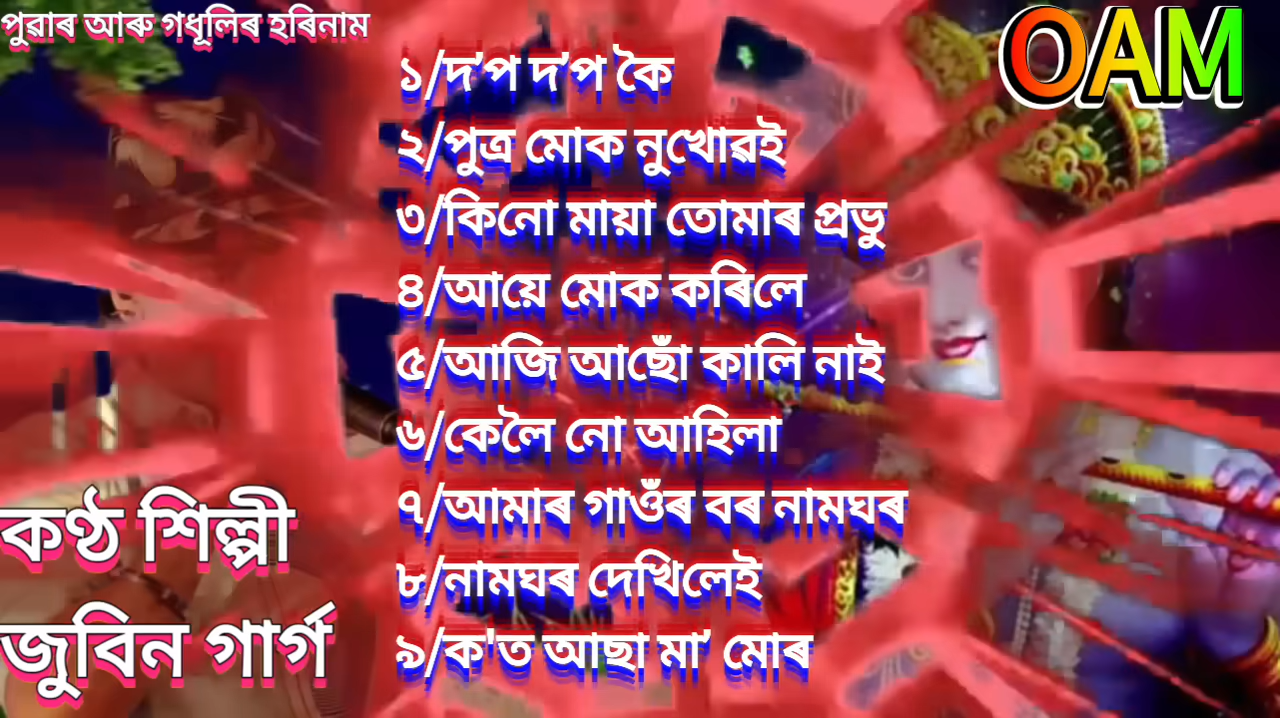 পুৱাৰ আৰু গধূলিৰ হৰিনাম
OAM
১/দ'প দ'প কৈ
২/পুত্ৰ মোক নুখোৱই
৩/কিনো মায়া তোমাৰ প্ৰভু
৪/আয়ে মোক কৰিলে
৫/আজি আছোঁ কালি নাই
৬/কেলৈ নো আহিলা
৭/আমাৰ গাওঁৰ বৰ নামঘৰ
৮/নামঘৰ দেখিলেই
৯/ক'ত আছা মা’ মোৰ
কণ্ঠ শিল্পী
জুবিন গাৰ্গ